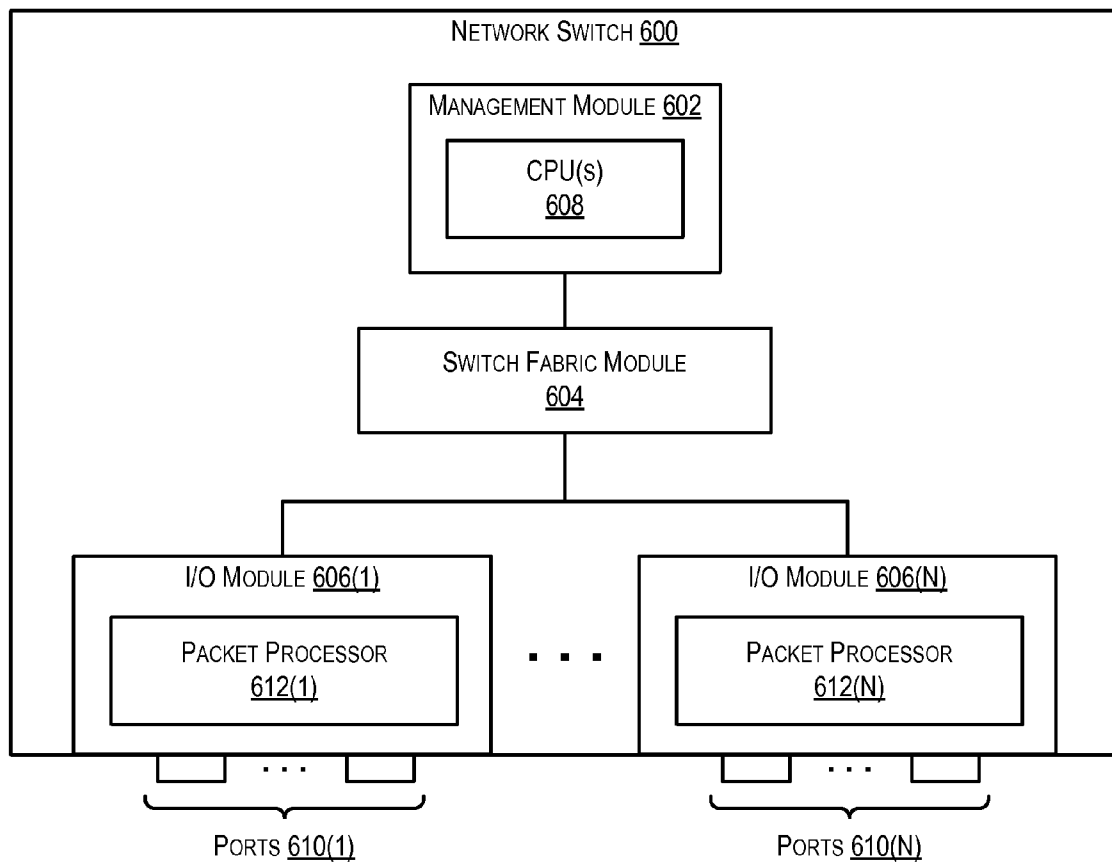 NETWORK SWITCH 600
MANAGEMENT MODULE 602
CPU(S)
608
SWITCH FABRIC MODULE
604
I/O MODULE 606(1)
PACKET PROCESSOR
612(1)
. . .
I/O MODULE 606(N)
PACKET PROCESSOR
612(N)
. . .
. . .
PORTS 610(1)
PORTS 610(N)